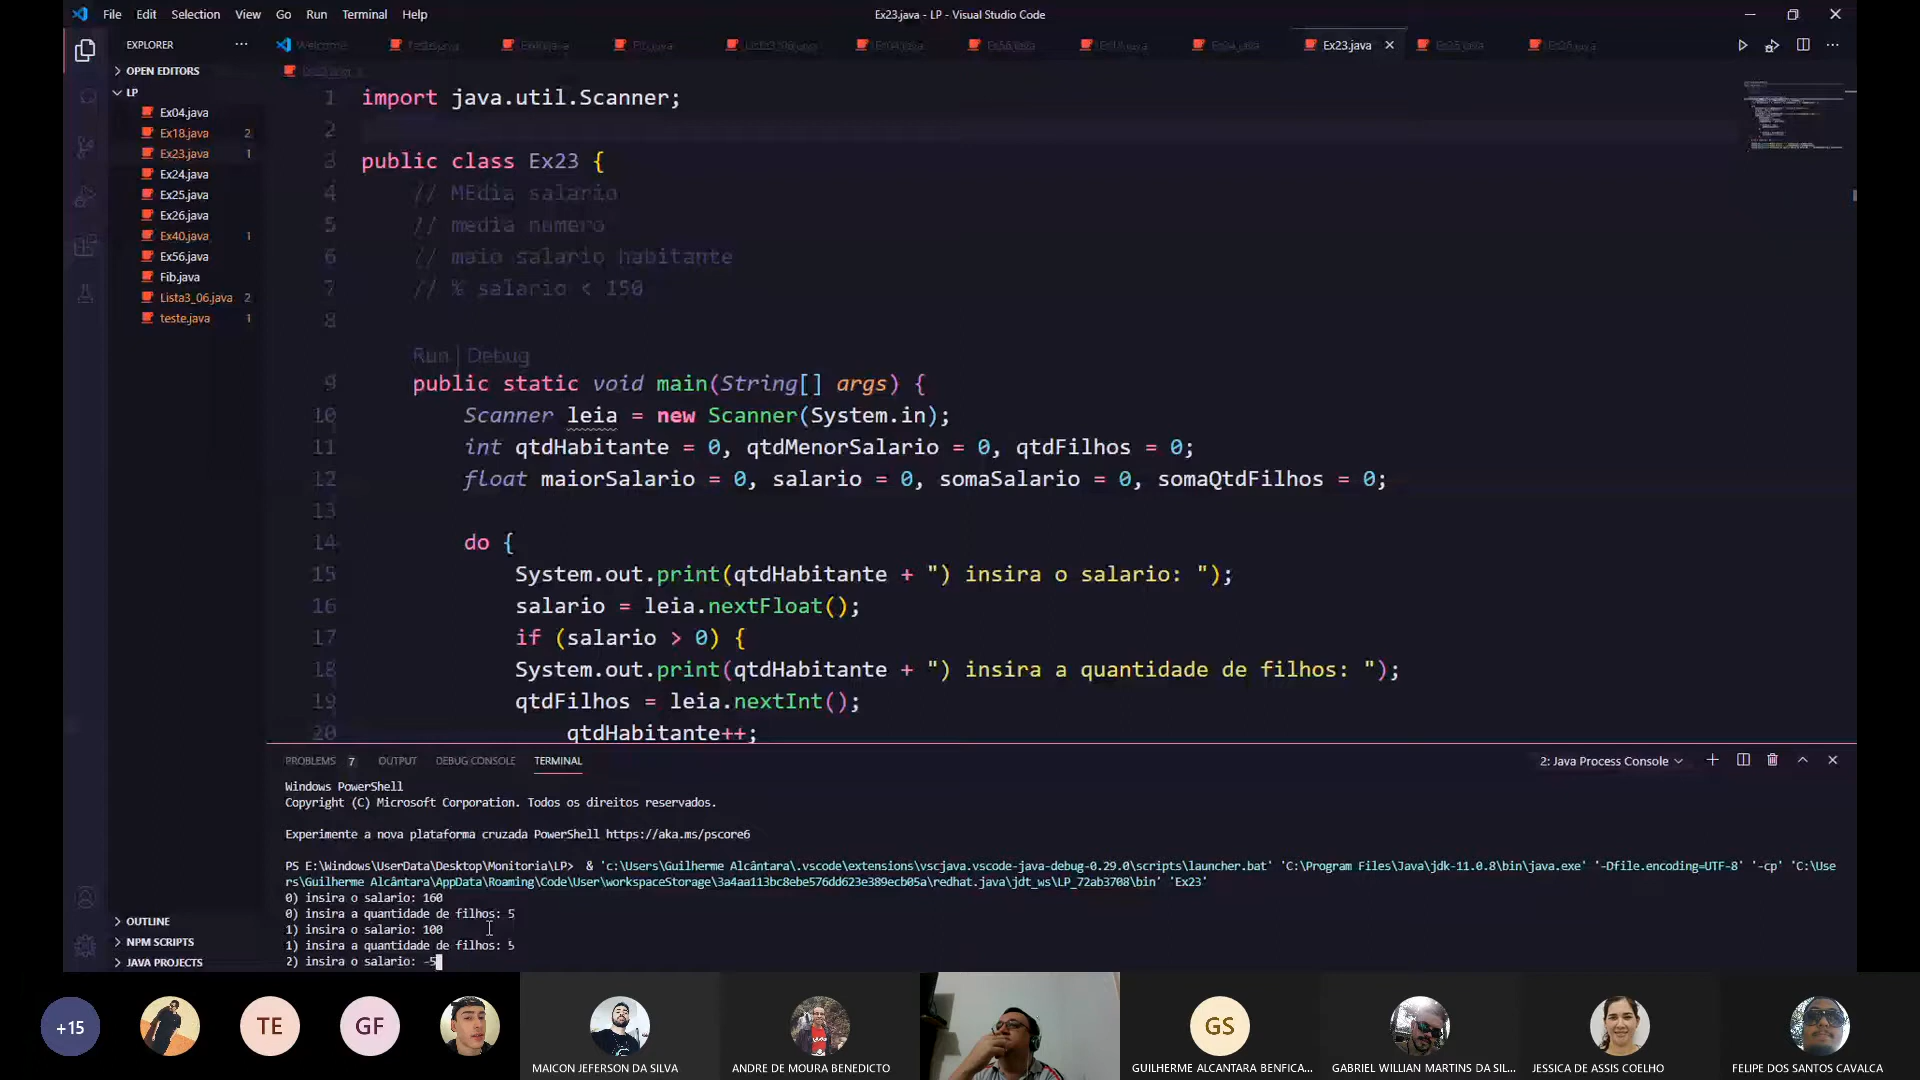 File Edit Selection View Go Run Terminal Help
Ex23.java - LP - Visual Studio Code
EXPLORER
Welcome
Ex23.java
OPEN EDITORS
LP
Ex04.java
Ex18.java 2
Ex23.java 1
Ex24.java
Ex25.java
Ex26.java
Ex40.java 1
Ex56.java
Fib.java
Lista3_06.java 2
teste.java 1
OUTLINE
NPM SCRIPTS
JAVA PROJECTS
1 import java.util.Scanner;
2
3 public class Ex23 {
4 // MEdia salario
5 // media numero
6 // maio salario habitante
7 // % salario < 150
8
Run | Debug
9 public static void main(String[] args) {
10 Scanner leia = new Scanner(System.in);
11 int qtdHabitante = 0, qtdMenorSalario = 0, qtdFilhos = 0;
12 float maiorSalario = 0, salario = 0, somaSalario = 0, somaQtdFilhos = 0;
13
14 do {
15 System.out.print(qtdHabitante + ") insira o salario: ");
16 salario = leia.nextFloat();
17 if (salario > 0) {
18 System.out.print(qtdHabitante + ") insira a quantidade de filhos: ");
19 qtdFilhos = leia.nextInt();
20 qtdHabitante++;
PROBLEMS 7 OUTPUT DEBUG CONSOLE TERMINAL
2: Java Process Console
Windows PowerShell
Copyright (C) Microsoft Corporation. Todos os direitos reservados.
Experimente a nova plataforma cruzada PowerShell https://aka.ms/pscore6
PS E:\Windows\UserData\Desktop\Monitoria\LP> & 'c:\Users\Guilherme Alcântara\.vscode\extensions\vscjava.vscode-java-debug-0.29.0\scripts\launcher.bat' 'C:\Program Files\Java\jdk-11.0.8\bin\java.exe' '-Dfile.encoding=UTF-8' '-cp' 'C:\Use
rs\Guilherme Alcântara\AppData\Roaming\Code\User\workspaceStorage\3a4aa113bc8ebe576dd623e389ecb05a\redhat.java\jdt_ws\LP_72ab3708\bin' 'Ex23'
0) insira o salario: 160
0) insira a quantidade de filhos: 5
1) insira o salario: 100
1) insira a quantidade de filhos: 5
2) insira o salario: -5
+15
TE
GF
GS
MAICON JEFERSON DA SILVA
ANDRE DE MOURA BENEDICTO
GUILHERME ALCANTARA BENFICA...
GABRIEL WILLIAN MARTINS DA SIL...
JESSICA DE ASSIS COELHO
FELIPE DOS SANTOS CAVALCA